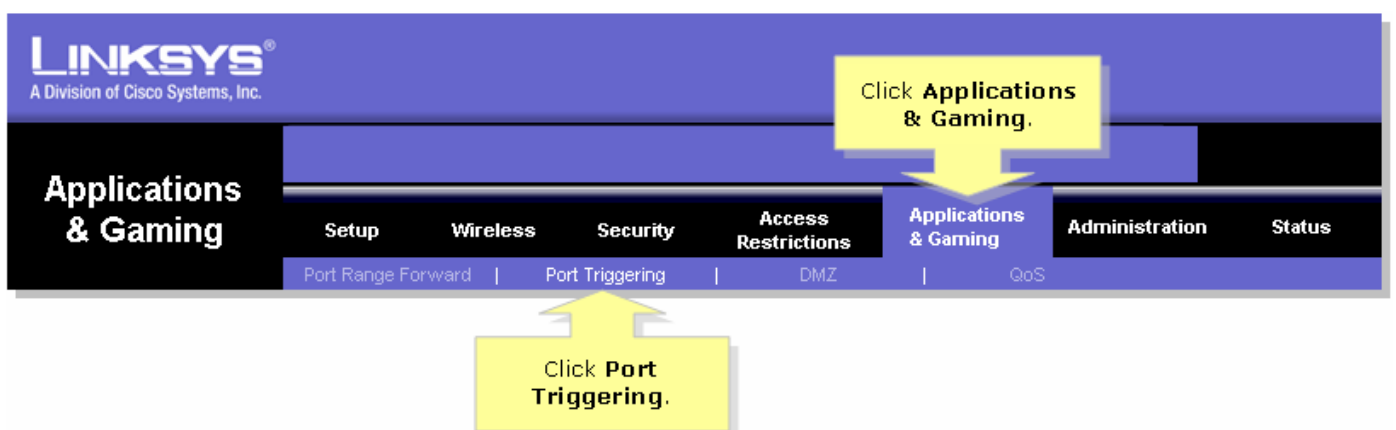 LINKSYS®
A Division of Cisco Systems, Inc.
Click Applications
& Gaming.
Applications
& Gaming
Setup Wireless Security Access
Restrictions Applications
& Gaming Administration Status
Port Range Forward | Port Triggering | DMZ | QoS
Click Port
Triggering.